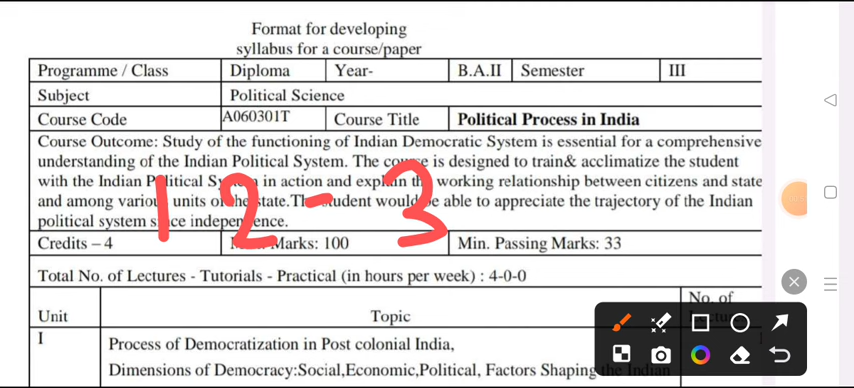 Format for developing
syllabus for a course/paper
Programme / Class Diploma Year- B.A.II Semester III
Subject Political Science
Course Code A060301T Course Title Political Process in India
Course Outcome: Study of the functioning of Indian Democratic System is essential for a comprehensive
understanding of the Indian Political System. The course is designed to train& acclimatize the student
with the Indian Political System in action and explain the working relationship between citizens and state
and among various units of the state.The student would be able to appreciate the trajectory of the Indian
political system since independence.
12-3
Credits – 4 Max. Marks: 100 Min. Passing Marks: 33
Total No. of Lectures - Tutorials - Practical (in hours per week) : 4-0-0
Unit Topic No. of
I Process of Democratization in Post colonial India,
Dimensions of Democracy:Social,Economic,Political, Factors Shaping the Indian